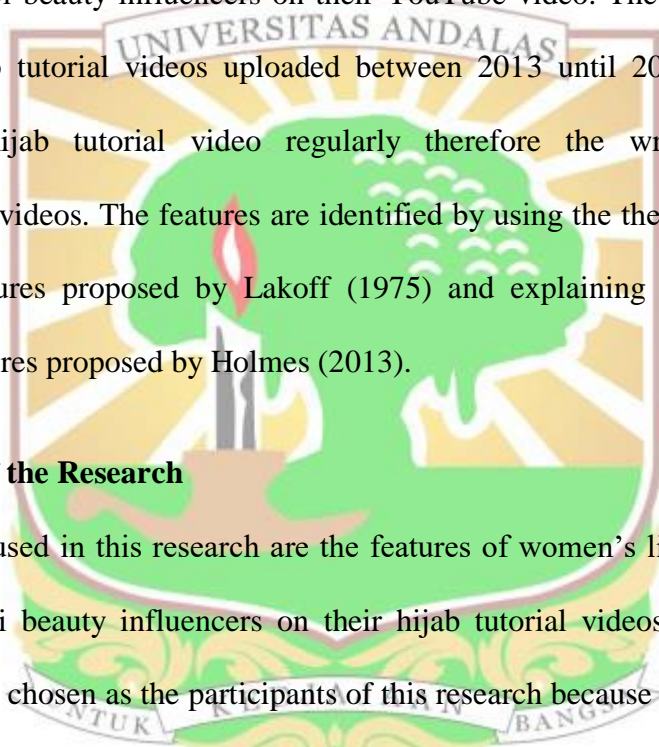 beauty influencers on their YouTube video. The
UNIVERSITAS ANDALAS
tutorial videos uploaded between 2013 until 20
ijab tutorial video regularly therefore the wr
videos. The features are identified by using the the
ures proposed by Lakoff (1975) and explaining
res proposed by Holmes (2013).
the Research
used in this research are the features of women's li
i beauty influencers on their hijab tutorial videos
chosen as the participants of this research because
UNTUK KEDJAJAAN BANGSA